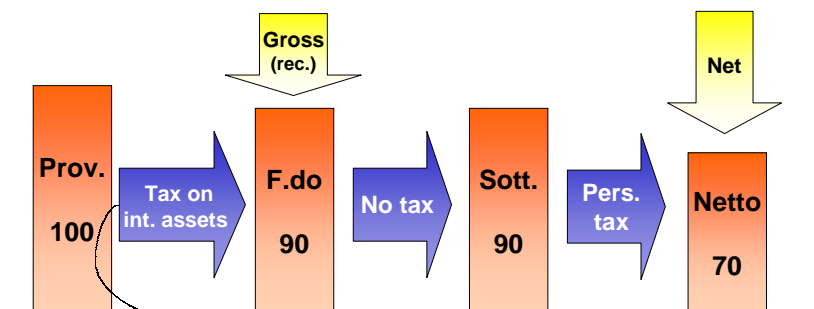 Gross
(rec.)
Net
Prov.
100
Tax on
int. assets
F.do
90
No tax
Sott.
90
Pers.
tax
Netto
70